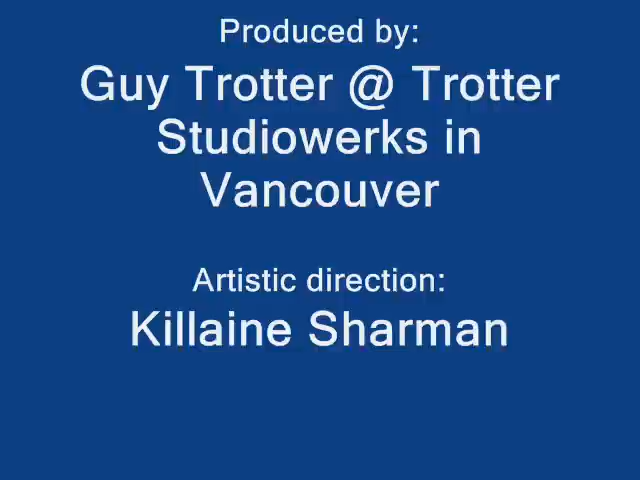 Produced by:
Guy Trotter @ Trotter
Studiowerks in
Vancouver
Artistic direction:
Killaine Sharman